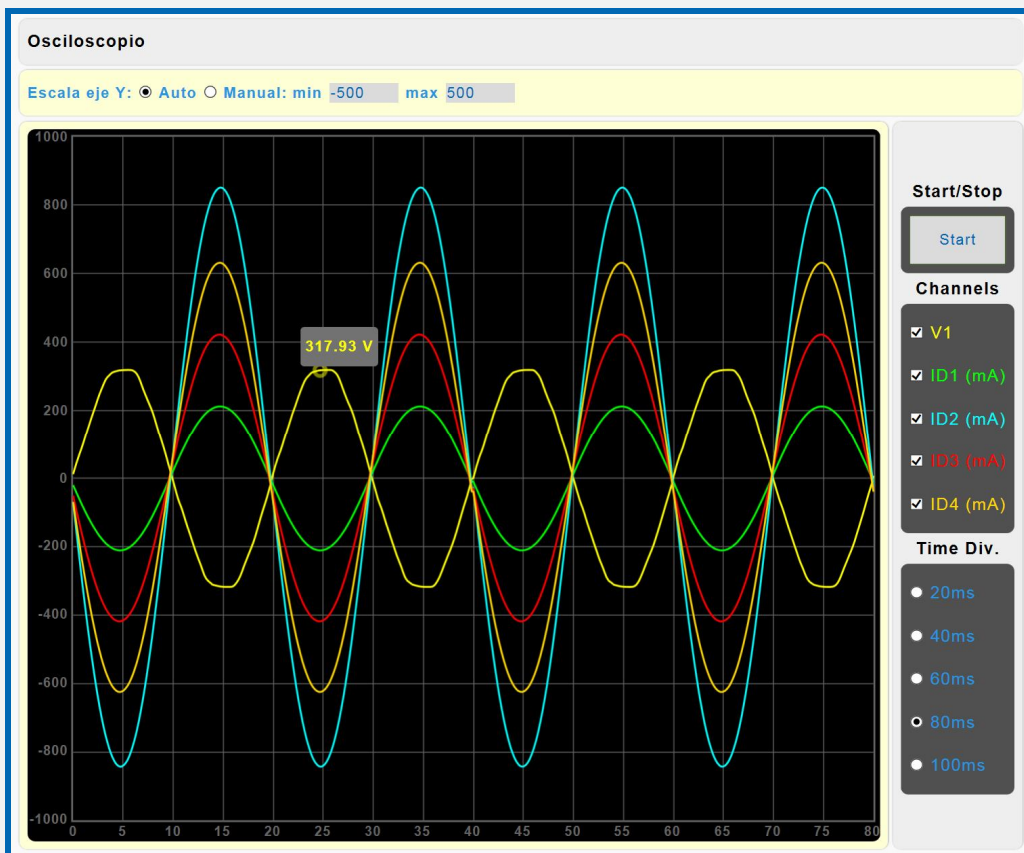 Osciloscopio
Escala eje Y: Auto Manual: min -500 max 500
1000
800
600
400
200
0
-200
-400
-600
-800
-1000
317.93 V
0 5 10 15 20 25 30 35 40 45 50 55 60 65 70 75 80
Start/Stop
Start
Channels
V1
ID1 (mA)
ID2 (mA)
ID3 (mA)
ID4 (mA)
Time Div.
20ms
40ms
60ms
80ms
100ms